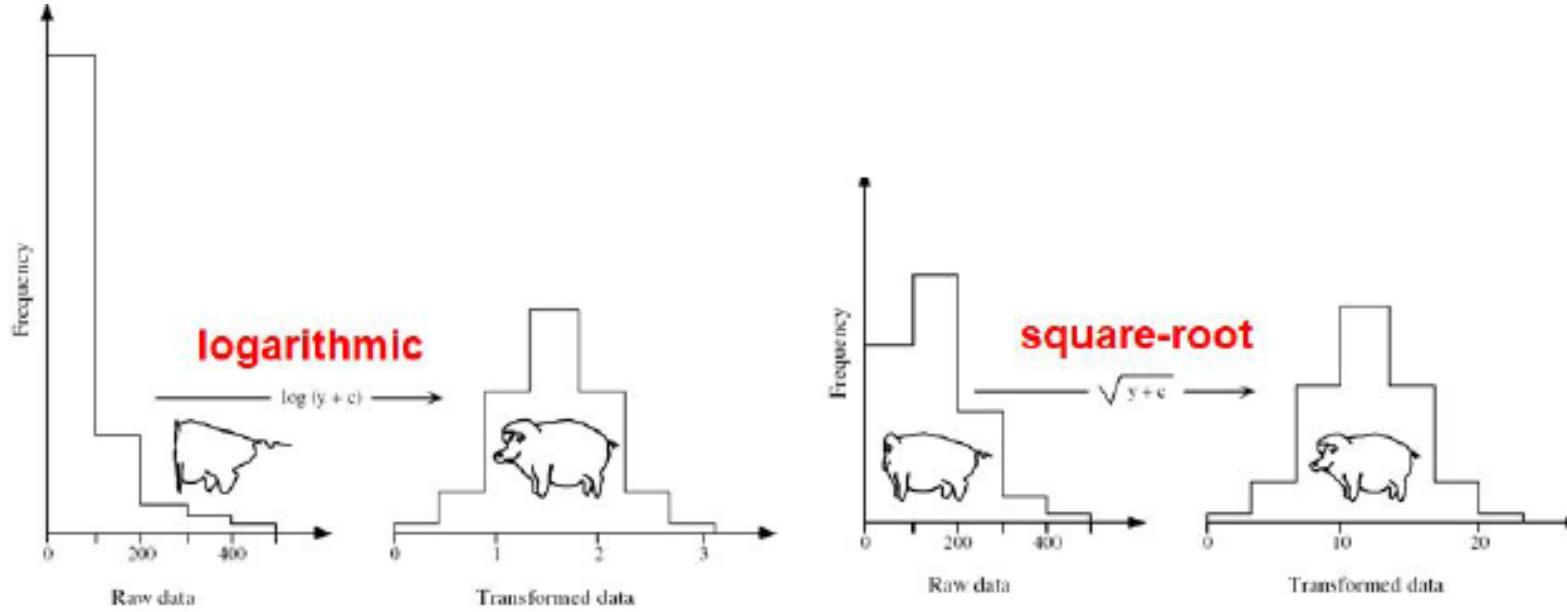 Frequency
logarithmic
log (y + c)
0 200 400
Raw data
0 1 2 3
Transformed data
Frequency
square-root
√ y + c
0 200 400
Raw data
0 10 20
Transformed data